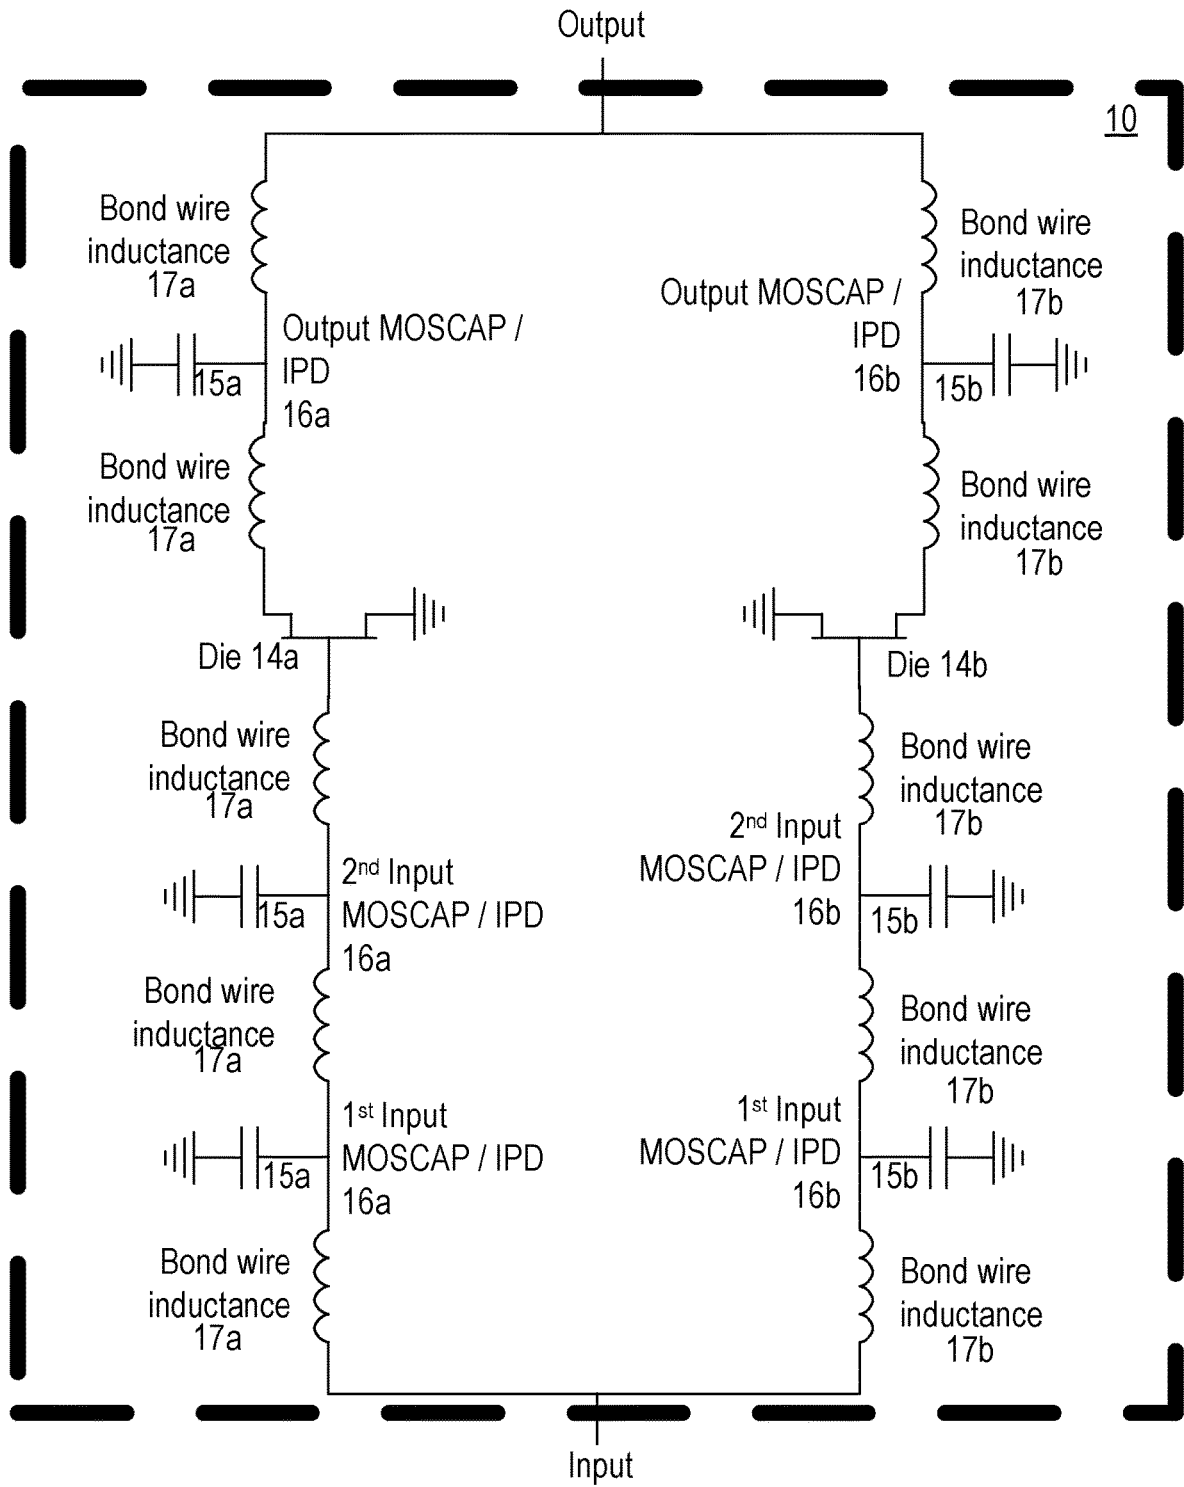 Output
10
Bond wire
inductance
17a
Bond wire
inductance
17b
Output MOSCAP /
IPD
16a
Output MOSCAP /
IPD
16b
15a
15b
Bond wire
inductance
17a
Bond wire
inductance
17b
Die 14a
Die 14b
Bond wire
inductance
17a
Bond wire
inductance
17b
2nd Input
MOSCAP / IPD
16a
2nd Input
MOSCAP / IPD
16b
15a
15b
Bond wire
inductance
17a
Bond wire
inductance
17b
1st Input
MOSCAP / IPD
16a
1st Input
MOSCAP / IPD
16b
15a
15b
Bond wire
inductance
17a
Bond wire
inductance
17b
Input